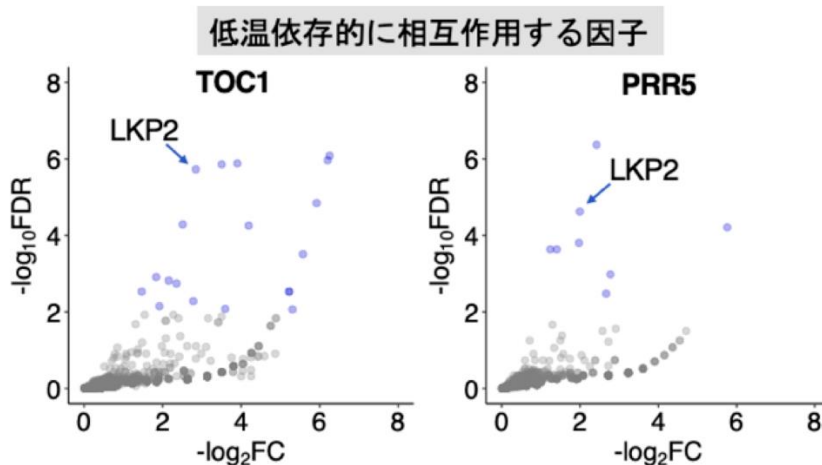 低温依存的に相互作用する因子
TOC1
PRR5
LKP2
LKP2
-log₁₀FDR
-log₁₀FDR
8
6
4
2
0
8
6
4
2
0
0 2 4 6 8
0 2 4 6 8
-log₂FC
-log₂FC